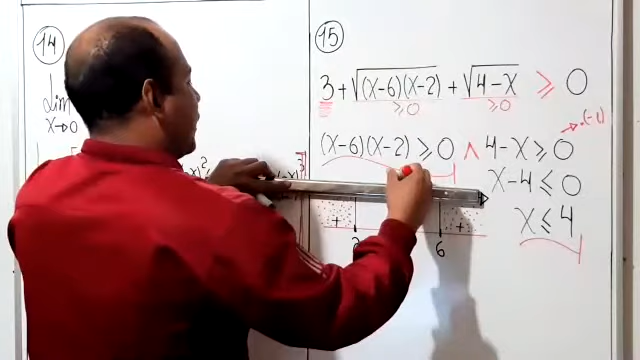 14
lim
x→0
15
3 + √(x-6)(x-2) + √4-x ≥ 0
≥0 ≥0
(x-6)(x-2) ≥ 0 ∧ 4-x ≥ 0 .(-1)
x-4 ≤ 0
x ≤ 4
+ +
6